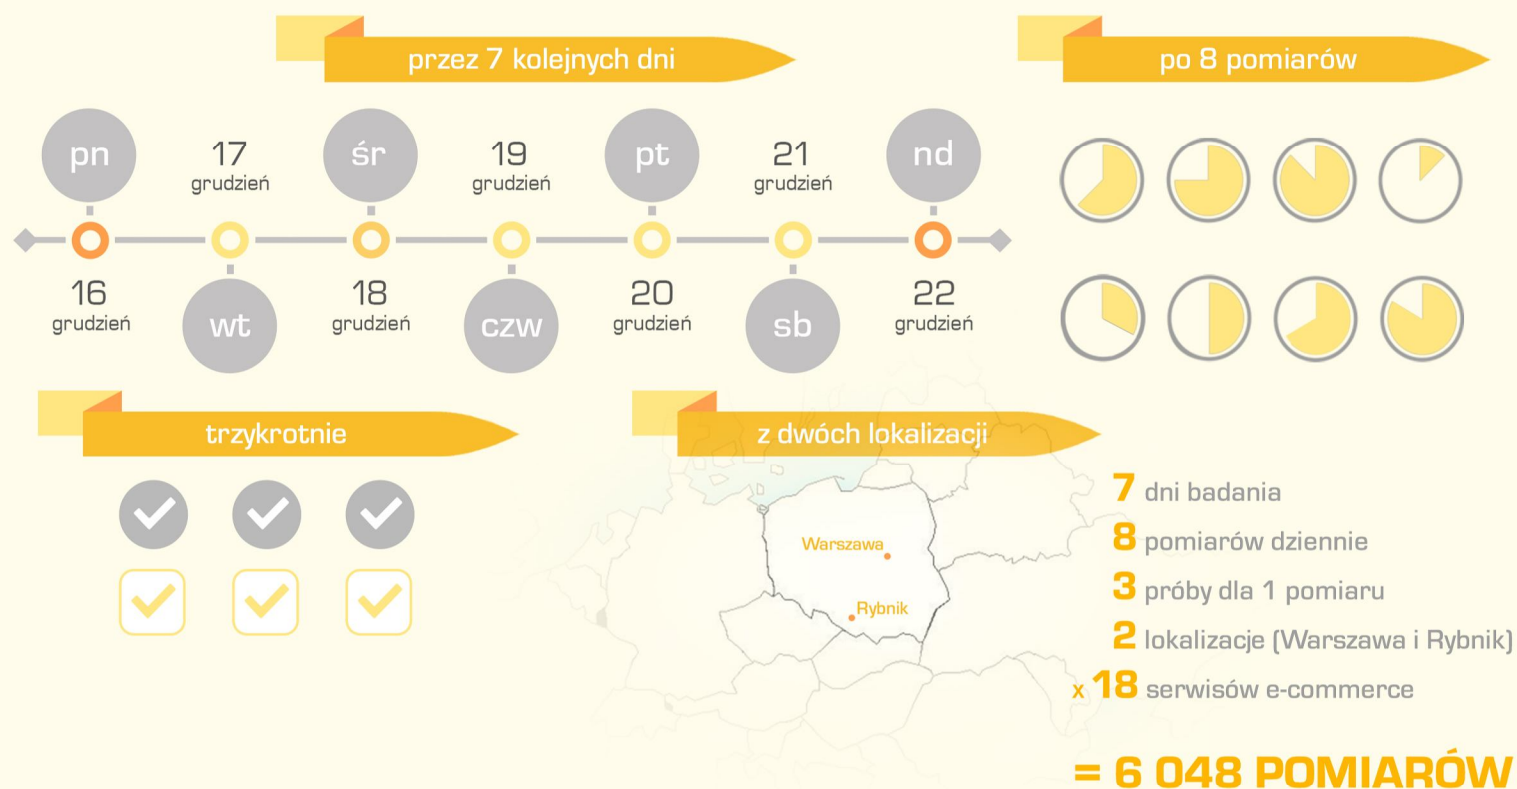 przez 7 kolejnych dni
po 8 pomiarów
pn
17
grudzień
śr
19
grudzień
pt
21
grudzień
nd
16
grudzień
wt
18
grudzień
czw
20
grudzień
sb
22
grudzień
trzykrotnie
z dwóch lokalizacji
Warszawa
Rybnik
7 dni badania
8 pomiarów dziennie
3 próby dla 1 pomiaru
2 lokalizacje (Warszawa i Rybnik)
x 18 serwisów e-commerce
= 6 048 POMIARÓW